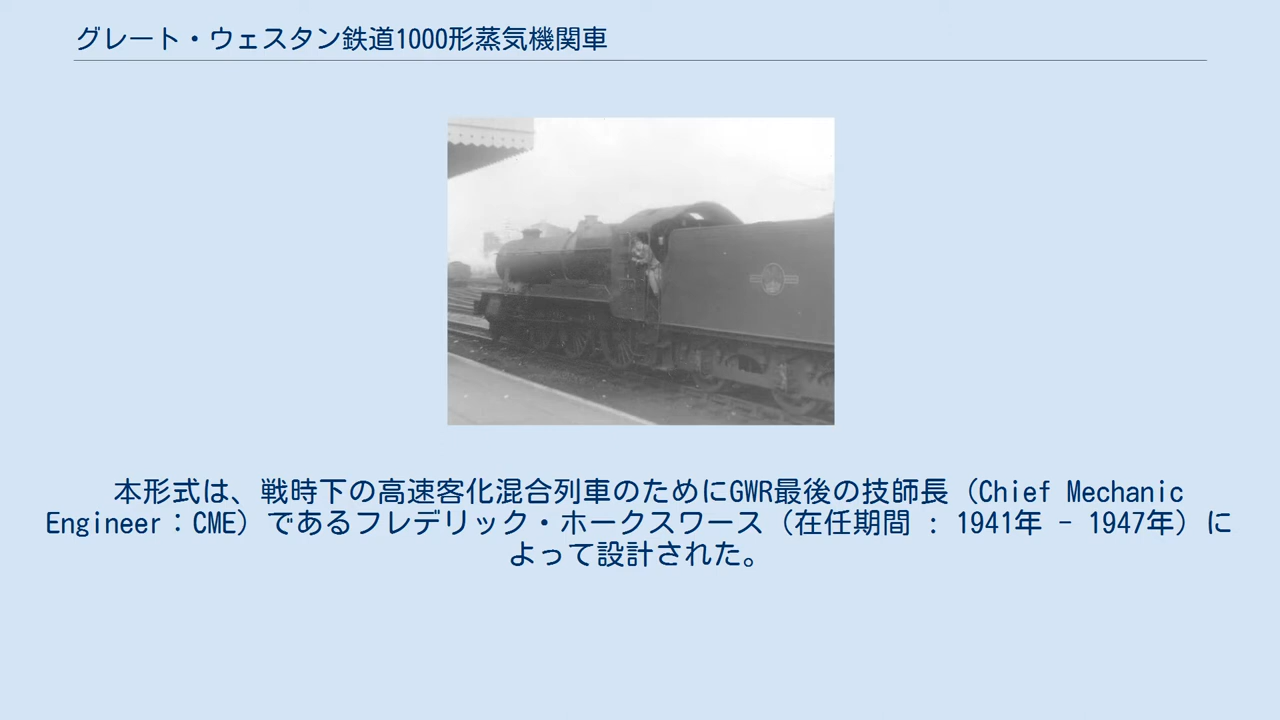 グレート・ウェスタン鉄道1000形蒸気機関車
本形式は、戦時下の高速客化混合列車のためにGWR最後の技師長（Chief Mechanic
Engineer：CME）であるフレデリック・ホークスワース（在任期間 : 1941年 - 1947年）に
よって設計された。